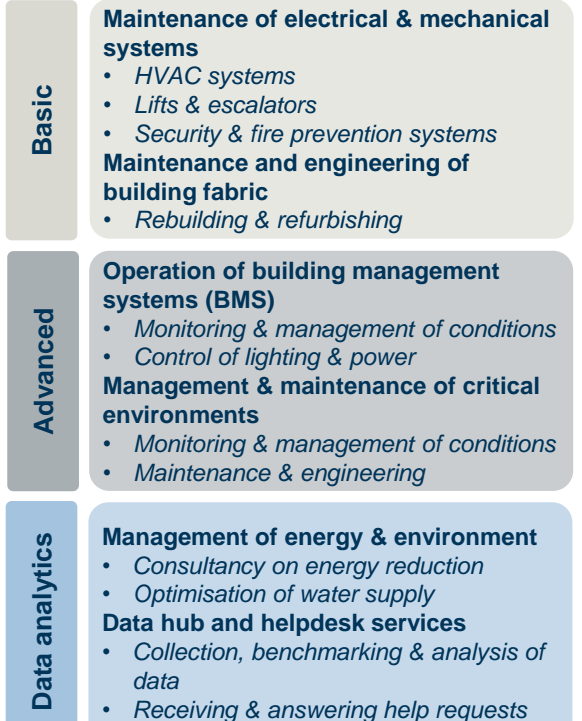 Basic
Maintenance of electrical & mechanical
systems
• HVAC systems
• Lifts & escalators
• Security & fire prevention systems
Maintenance and engineering of
building fabric
• Rebuilding & refurbishing
Advanced
Operation of building management
systems (BMS)
• Monitoring & management of conditions
• Control of lighting & power
Management & maintenance of critical
environments
• Monitoring & management of conditions
• Maintenance & engineering
Data analytics
Management of energy & environment
• Consultancy on energy reduction
• Optimisation of water supply
Data hub and helpdesk services
• Collection, benchmarking & analysis of
data
• Receiving & answering help requests